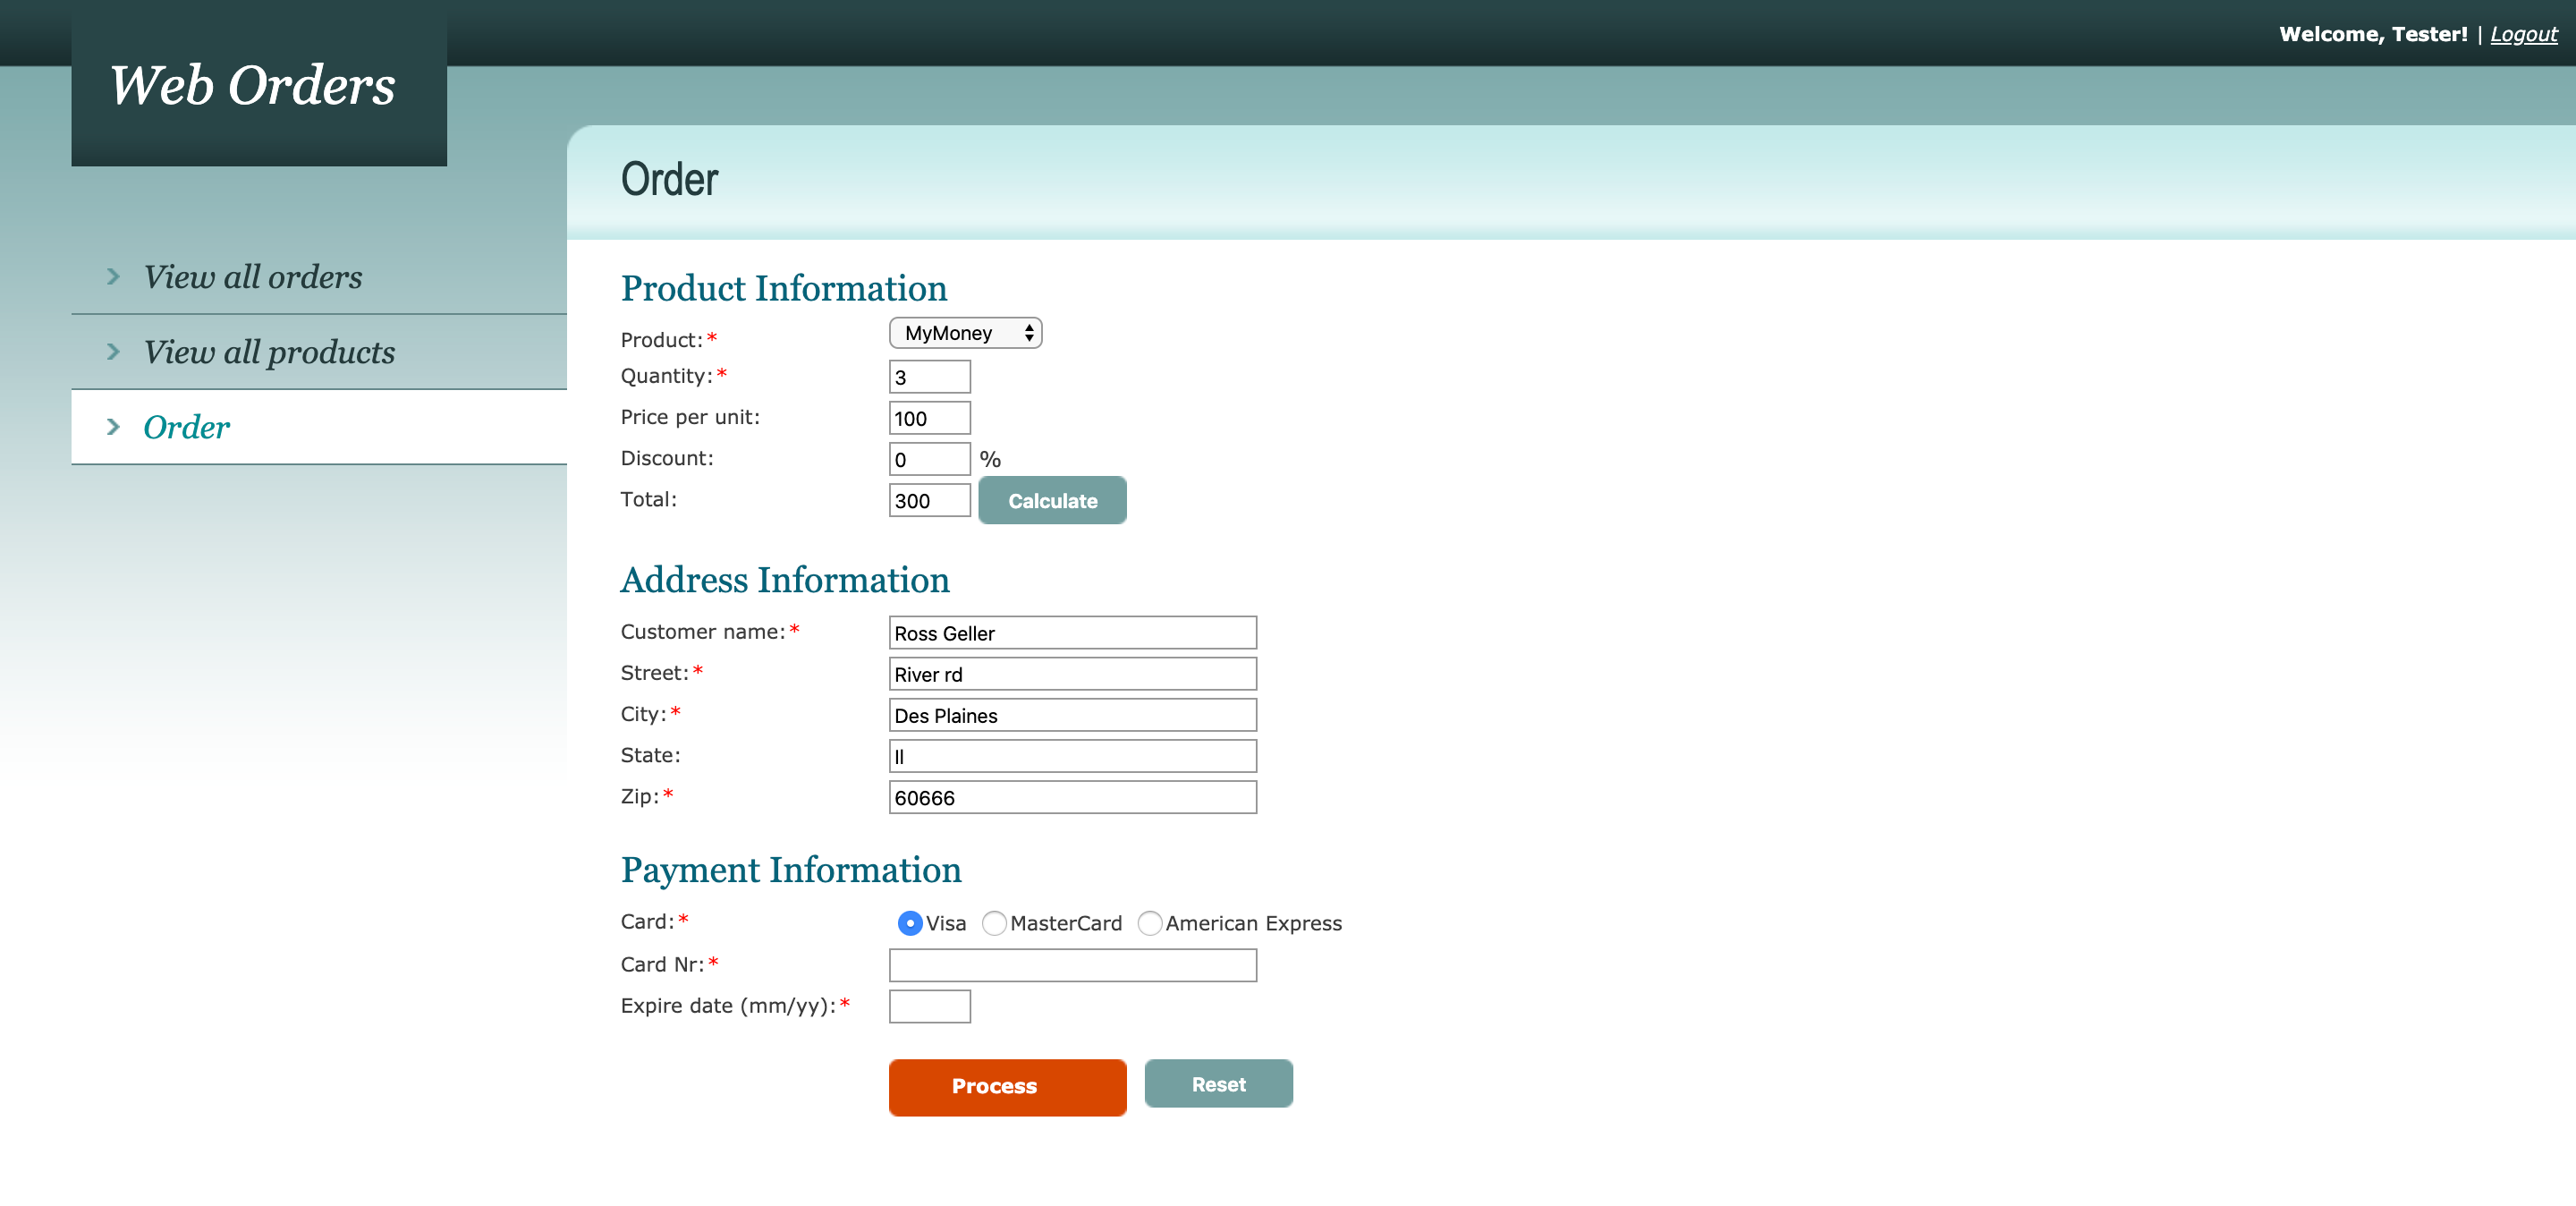 Welcome, Tester! | Logout
Web Orders
Order
View all orders
View all products
Order
Product Information
Product:* MyMoney
Quantity:* 3
Price per unit: 100
Discount: 0 %
Total: 300 Calculate
Address Information
Customer name:* Ross Geller
Street:* River rd
City:* Des Plaines
State: Il
Zip:* 60666
Payment Information
Card:* Visa MasterCard American Express
Card Nr:*
Expire date (mm/yy):*
Process Reset